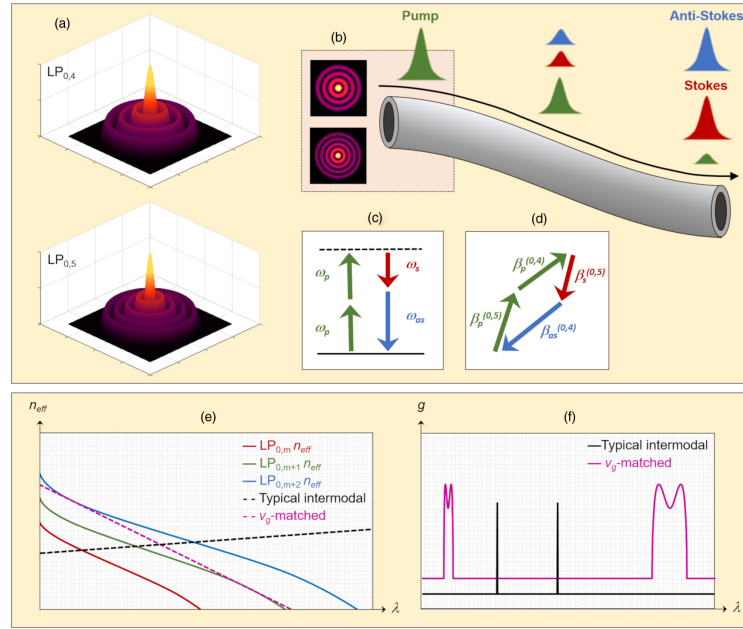 (a)
LP0,4
LP0,5
(b)
Pump
Anti-Stokes
Stokes
(c)
ωp
ωs
ωp
ωas
(d)
βp(0,4)
βs(0,5)
βp(0,5)
βas(0,4)
neff
(e)
LP0,m neff
LP0,m+1 neff
LP0,m+2 neff
Typical intermodal
vg-matched
λ
g
(f)
Typical intermodal
vg-matched
λ